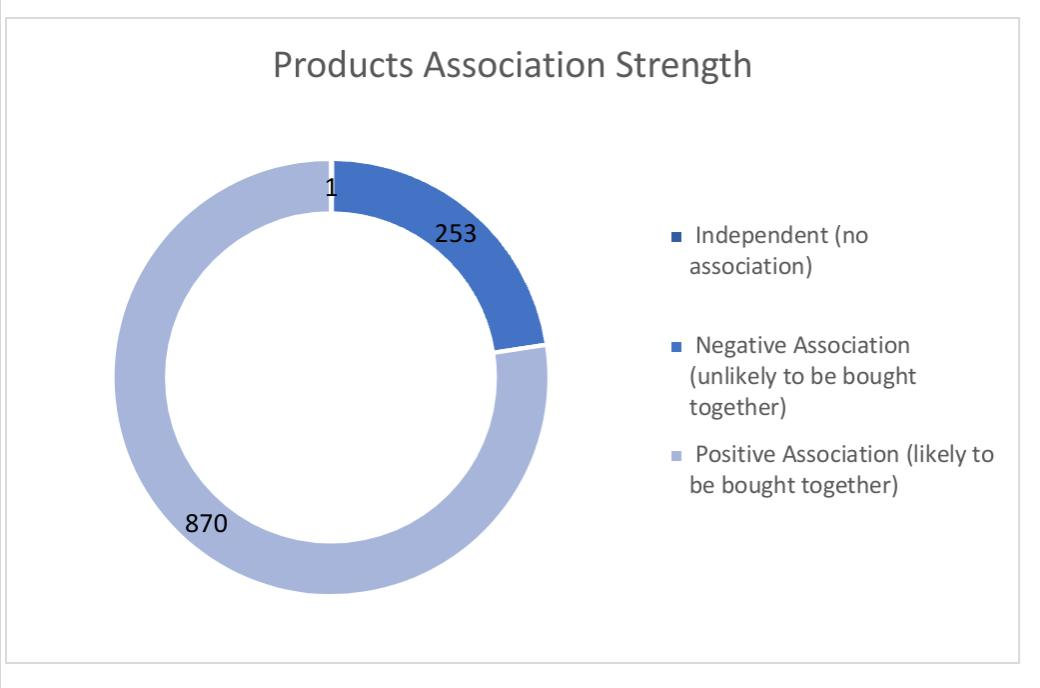 Products Association Strength
1
253
870
Independent (no
association)
Negative Association
(unlikely to be bought
together)
Positive Association (likely to
be bought together)